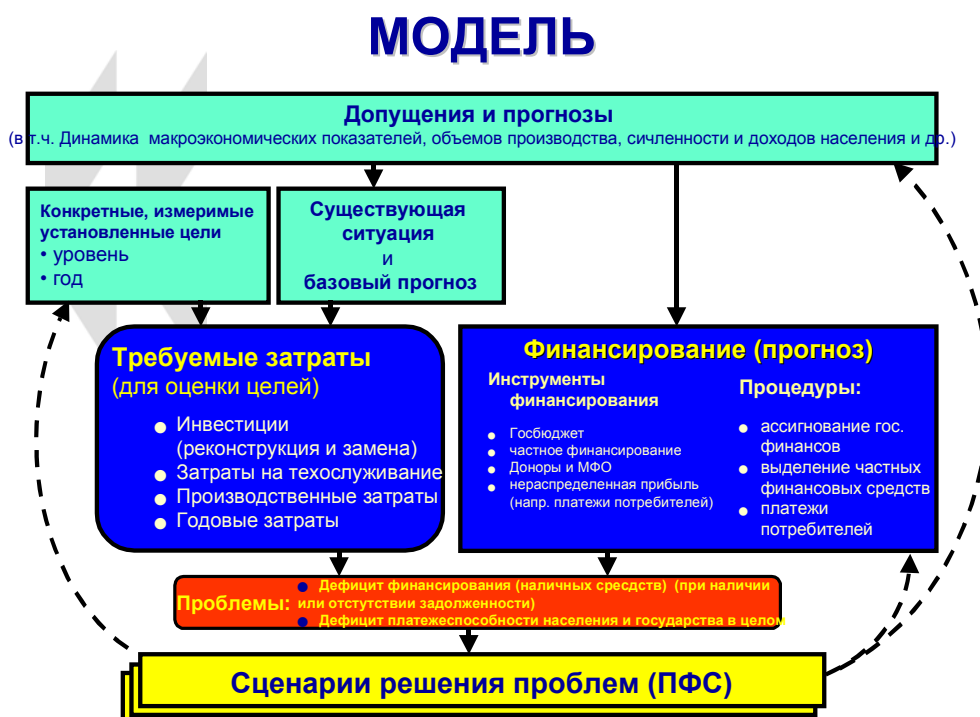 МОДЕЛЬ
Допущения и прогнозы
(в т.ч. Динамика макроэкономических показателей, объемов производства, сичленности и доходов населения и др.)
Конкретные, измеримые
установленные цели
• уровень
• год
Существующая
ситуация
и
базовый прогноз
Требуемые затраты
(для оценки целей)
● Инвестиции
(реконструкция и замена)
● Затраты на техослуживание
● Производственные затраты
● Годовые затраты
Финансирование (прогноз)
Инструменты
финансирования
● Госбюджет
● частное финансирование
● Доноры и МФО
● нераспределенная прибыль
(напр. платежи потребителей)
Процедуры:
● ассигнование гос.
финансов
● выделение частных
финансовых средств
● платежи
потребителей
Проблемы:
● Дефицит финансирования (наличных сресдств) (при наличии
или отстутствии задолженности)
● Дефицит платежеспособности населения и государства в целом
Сценарии решения проблем (ПФС)